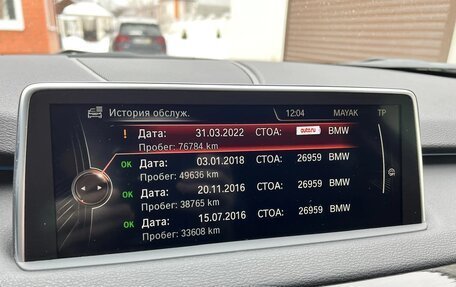 История обслуж. 12:04 MAYAK TP
! Дата: 31.03.2022 СТОА: auto.ru BMW
Пробег: 76784 km
OK Дата: 03.01.2018 СТОА: 26959 BMW
Пробег: 49636 km
OK Дата: 20.11.2016 СТОА: 26959 BMW
Пробег: 38765 km
OK Дата: 15.07.2016 СТОА: 26959 BMW
Пробег: 33608 km